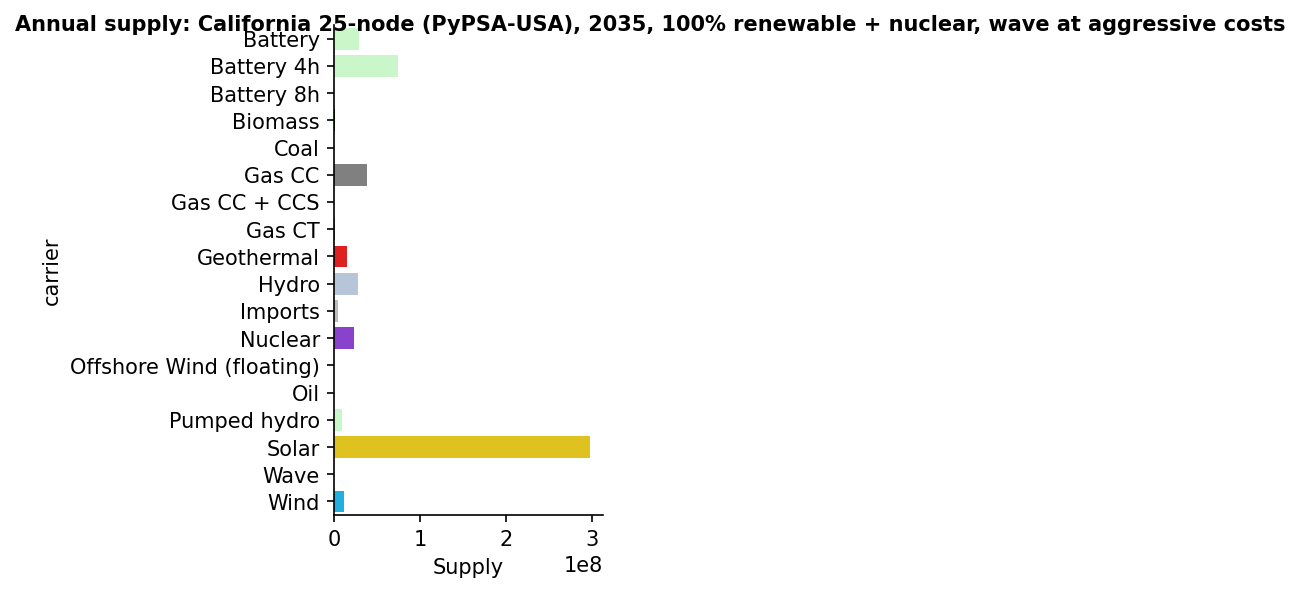 Annual supply: California 25-node (PyPSA-USA), 2035, 100% renewable + nuclear, wave at aggressive costs
Battery
Battery 4h
Battery 8h
Biomass
Coal
Gas CC
Gas CC + CCS
Gas CT
Geothermal
Hydro
Imports
Nuclear
Offshore Wind (floating)
Oil
Pumped hydro
Solar
Wave
Wind
carrier
0 1 2 3
Supply
1e8